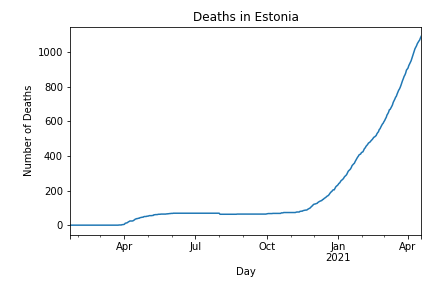 Deaths in Estonia
Number of Deaths
1000
800
600
400
200
0
Apr Jul Oct Jan Apr
2021
Day